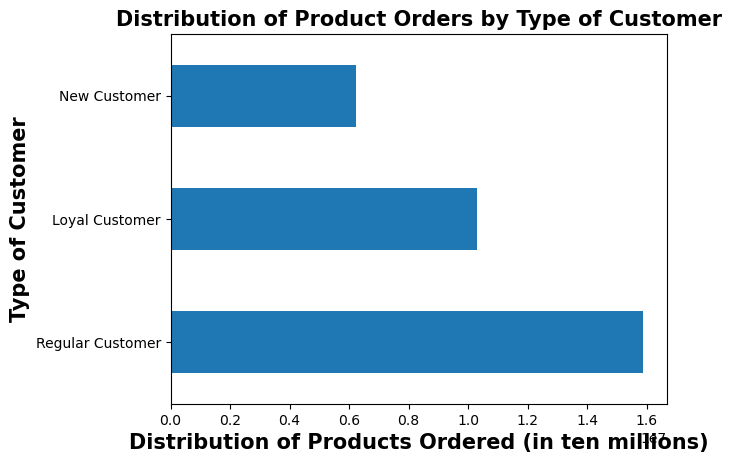 Distribution of Product Orders by Type of Customer
Type of Customer
New Customer
Loyal Customer
Regular Customer
0.0 0.2 0.4 0.6 0.8 1.0 1.2 1.4 1.6
1e7
Distribution of Products Ordered (in ten millions)